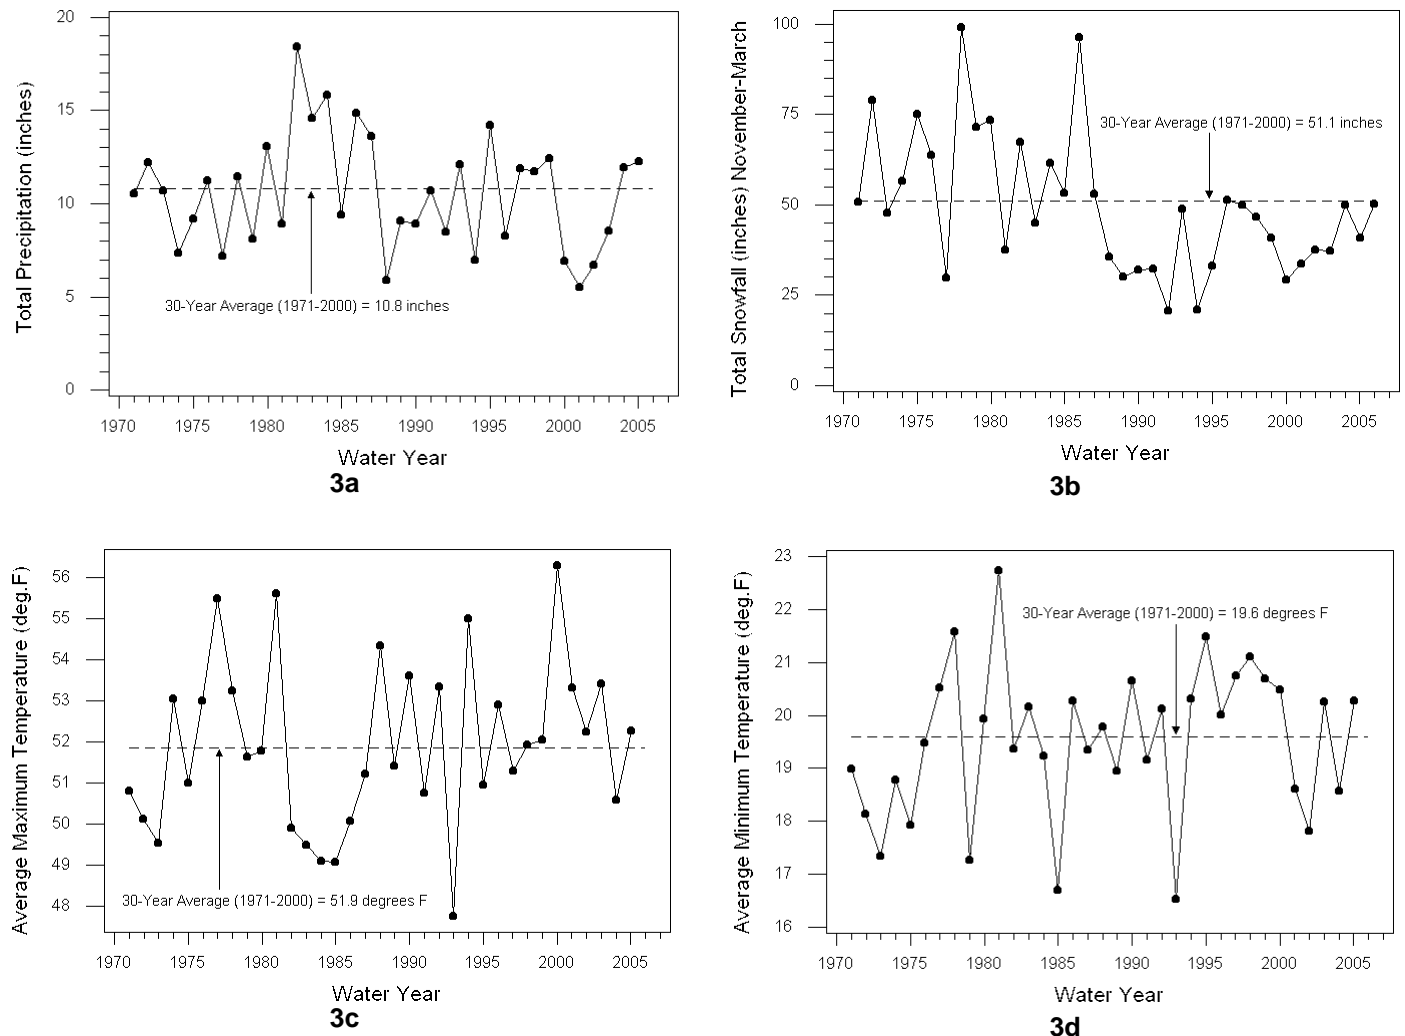 Total Precipitation (inches)
20
15
10
5
0
30-Year Average (1971-2000) = 10.8 inches
1970 1975 1980 1985 1990 1995 2000 2005
Water Year
3a
Total Snowfall (inches) November-March
100
75
50
25
0
30-Year Average (1971-2000) = 51.1 inches
1970 1975 1980 1985 1990 1995 2000 2005
Water Year
3b
Average Maximum Temperature (deg.F)
56
55
54
53
52
51
50
49
48
30-Year Average (1971-2000) = 51.9 degrees F
1970 1975 1980 1985 1990 1995 2000 2005
Water Year
3c
Average Minimum Temperature (deg.F)
23
22
21
20
19
18
17
16
30-Year Average (1971-2000) = 19.6 degrees F
1970 1975 1980 1985 1990 1995 2000 2005
Water Year
3d